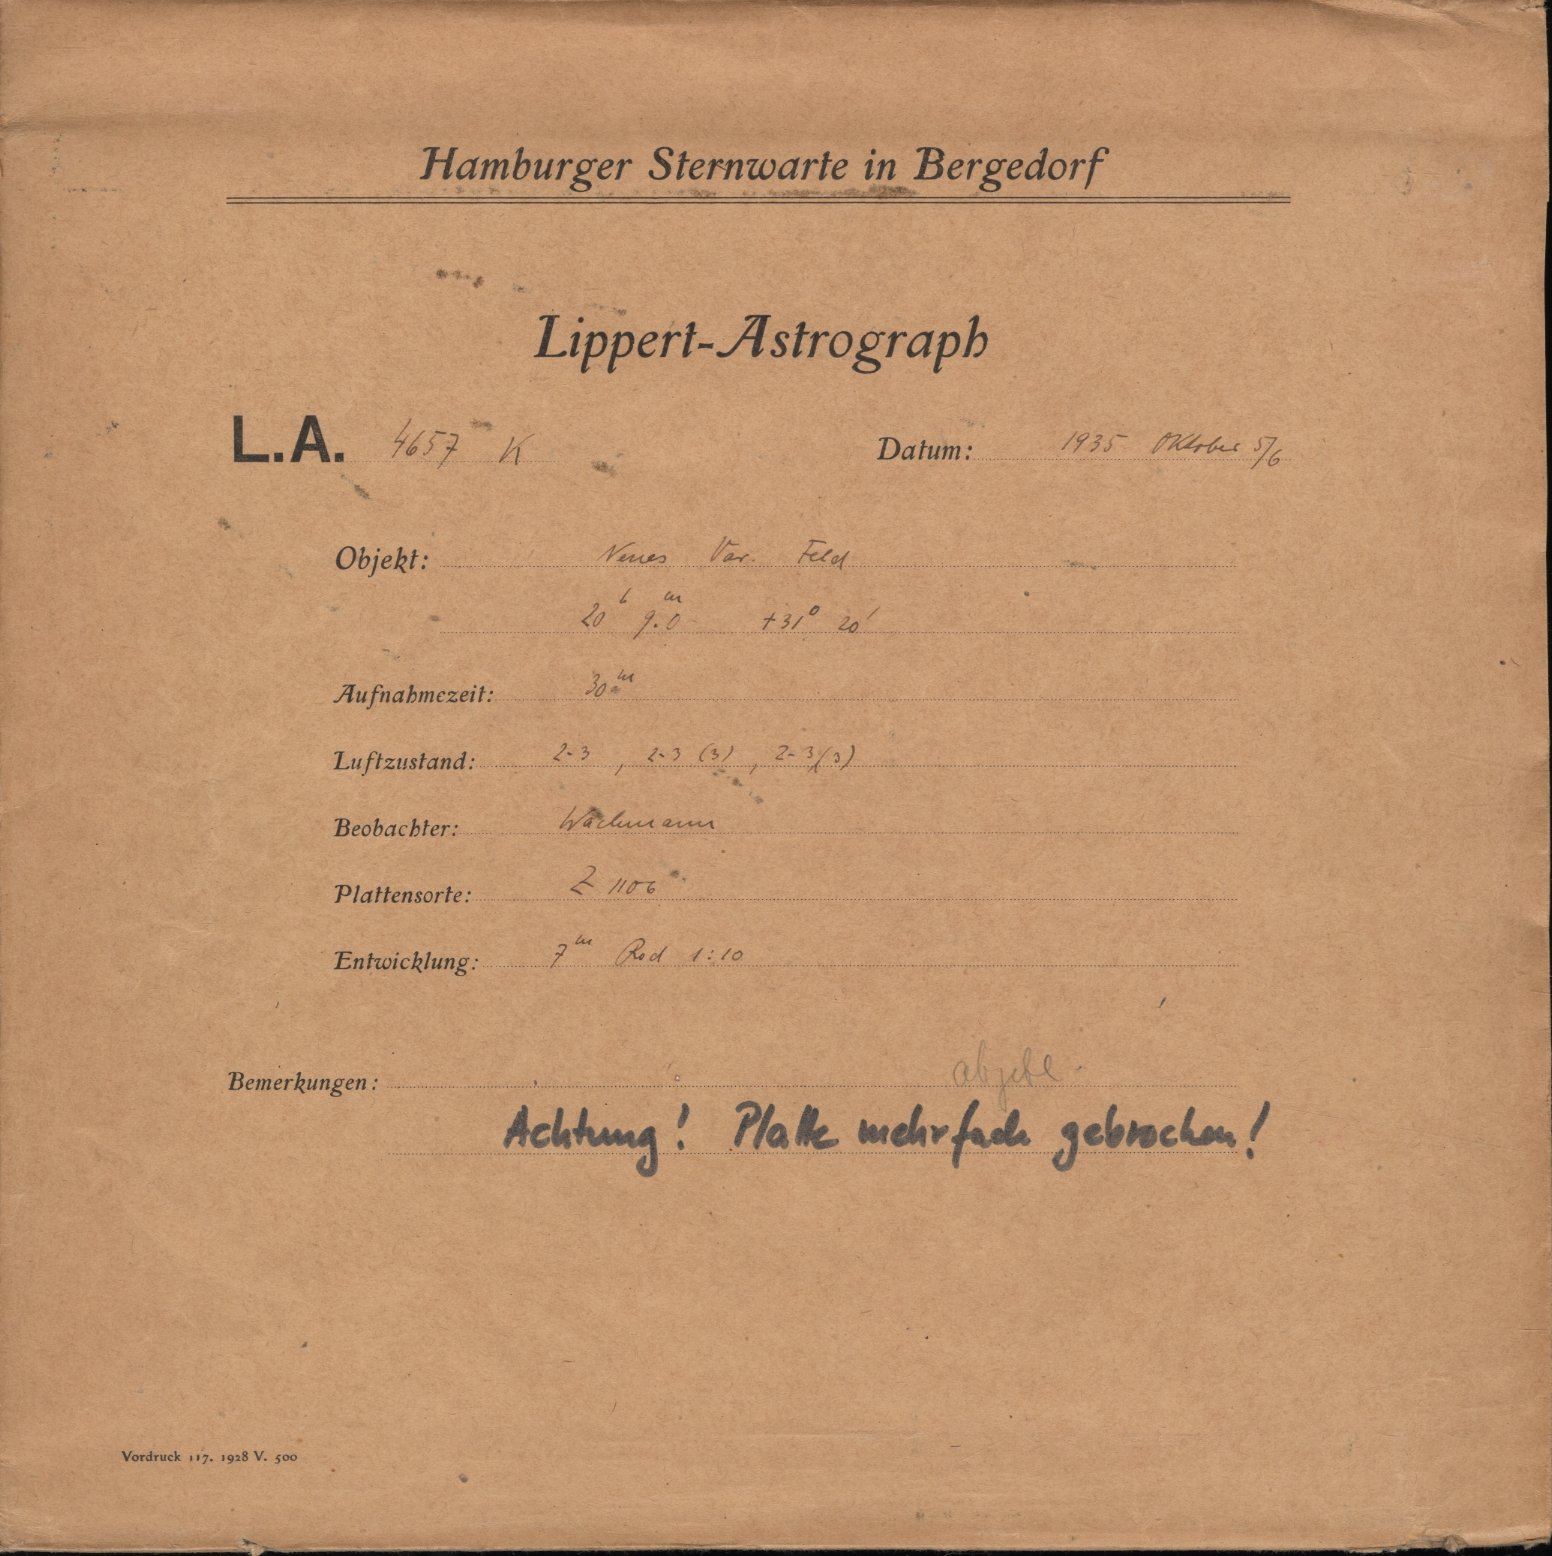 Hamburger Sternwarte in Bergedorf
Lippert-Astrograph
L.A. 4657 K Datum: 1935 Oktober 5/6
Objekt: Neues Var. Feld
20h 9.m0 +31° 20'
Aufnahmezeit: 30m
Luftzustand: 2-3, 2-3 (3), 2-3 (3)
Beobachter: Wachmann
Plattensorte: Z 1106
Entwicklung: 7m Rod 1:10
Bemerkungen:
Achtung! Platte mehrfach gebrochen!
Vordruck 117. 1928 V. 500